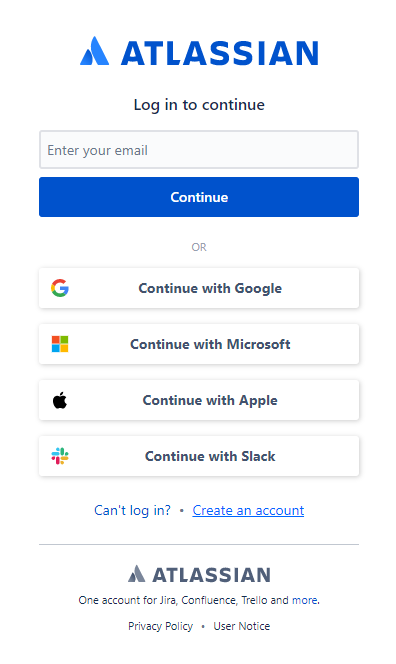 ATLASSIAN
Log in to continue
Enter your email
Continue
OR
Continue with Google
Continue with Microsoft
Continue with Apple
Continue with Slack
Can't log in? • Create an account
ATLASSIAN
One account for Jira, Confluence, Trello and more.
Privacy Policy • User Notice